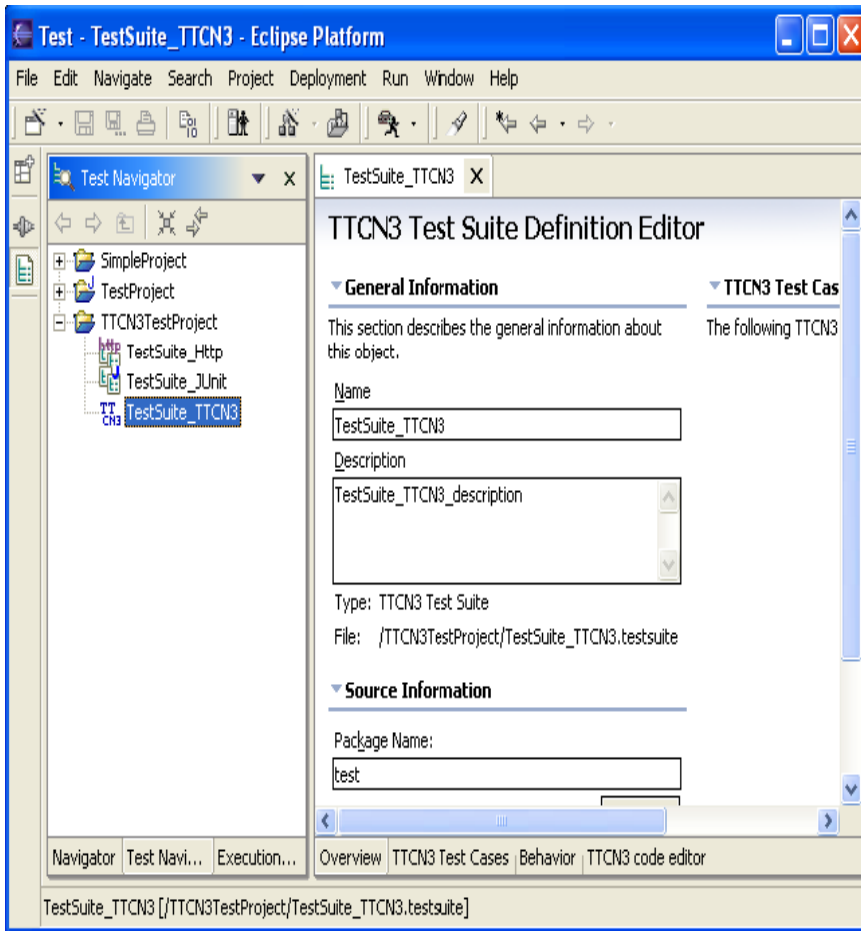 Test - TestSuite_TTCN3 - Eclipse Platform
File Edit Navigate Search Project Deployment Run Window Help
Test Navigator
TestSuite_TTCN3
SimpleProject
TestProject
TTCN3TestProject
http TestSuite_Http
TestSuite_JUnit
TT CN3 TestSuite_TTCN3
TTCN3 Test Suite Definition Editor
General Information
This section describes the general information about
this object.
Name
TestSuite_TTCN3
Description
TestSuite_TTCN3_description
Type: TTCN3 Test Suite
File: /TTCN3TestProject/TestSuite_TTCN3.testsuite
Source Information
Package Name:
test
TTCN3 Test Cas
The following TTCN3
Navigator Test Navi... Execution...
Overview TTCN3 Test Cases Behavior TTCN3 code editor
TestSuite_TTCN3 [/TTCN3TestProject/TestSuite_TTCN3.testsuite]